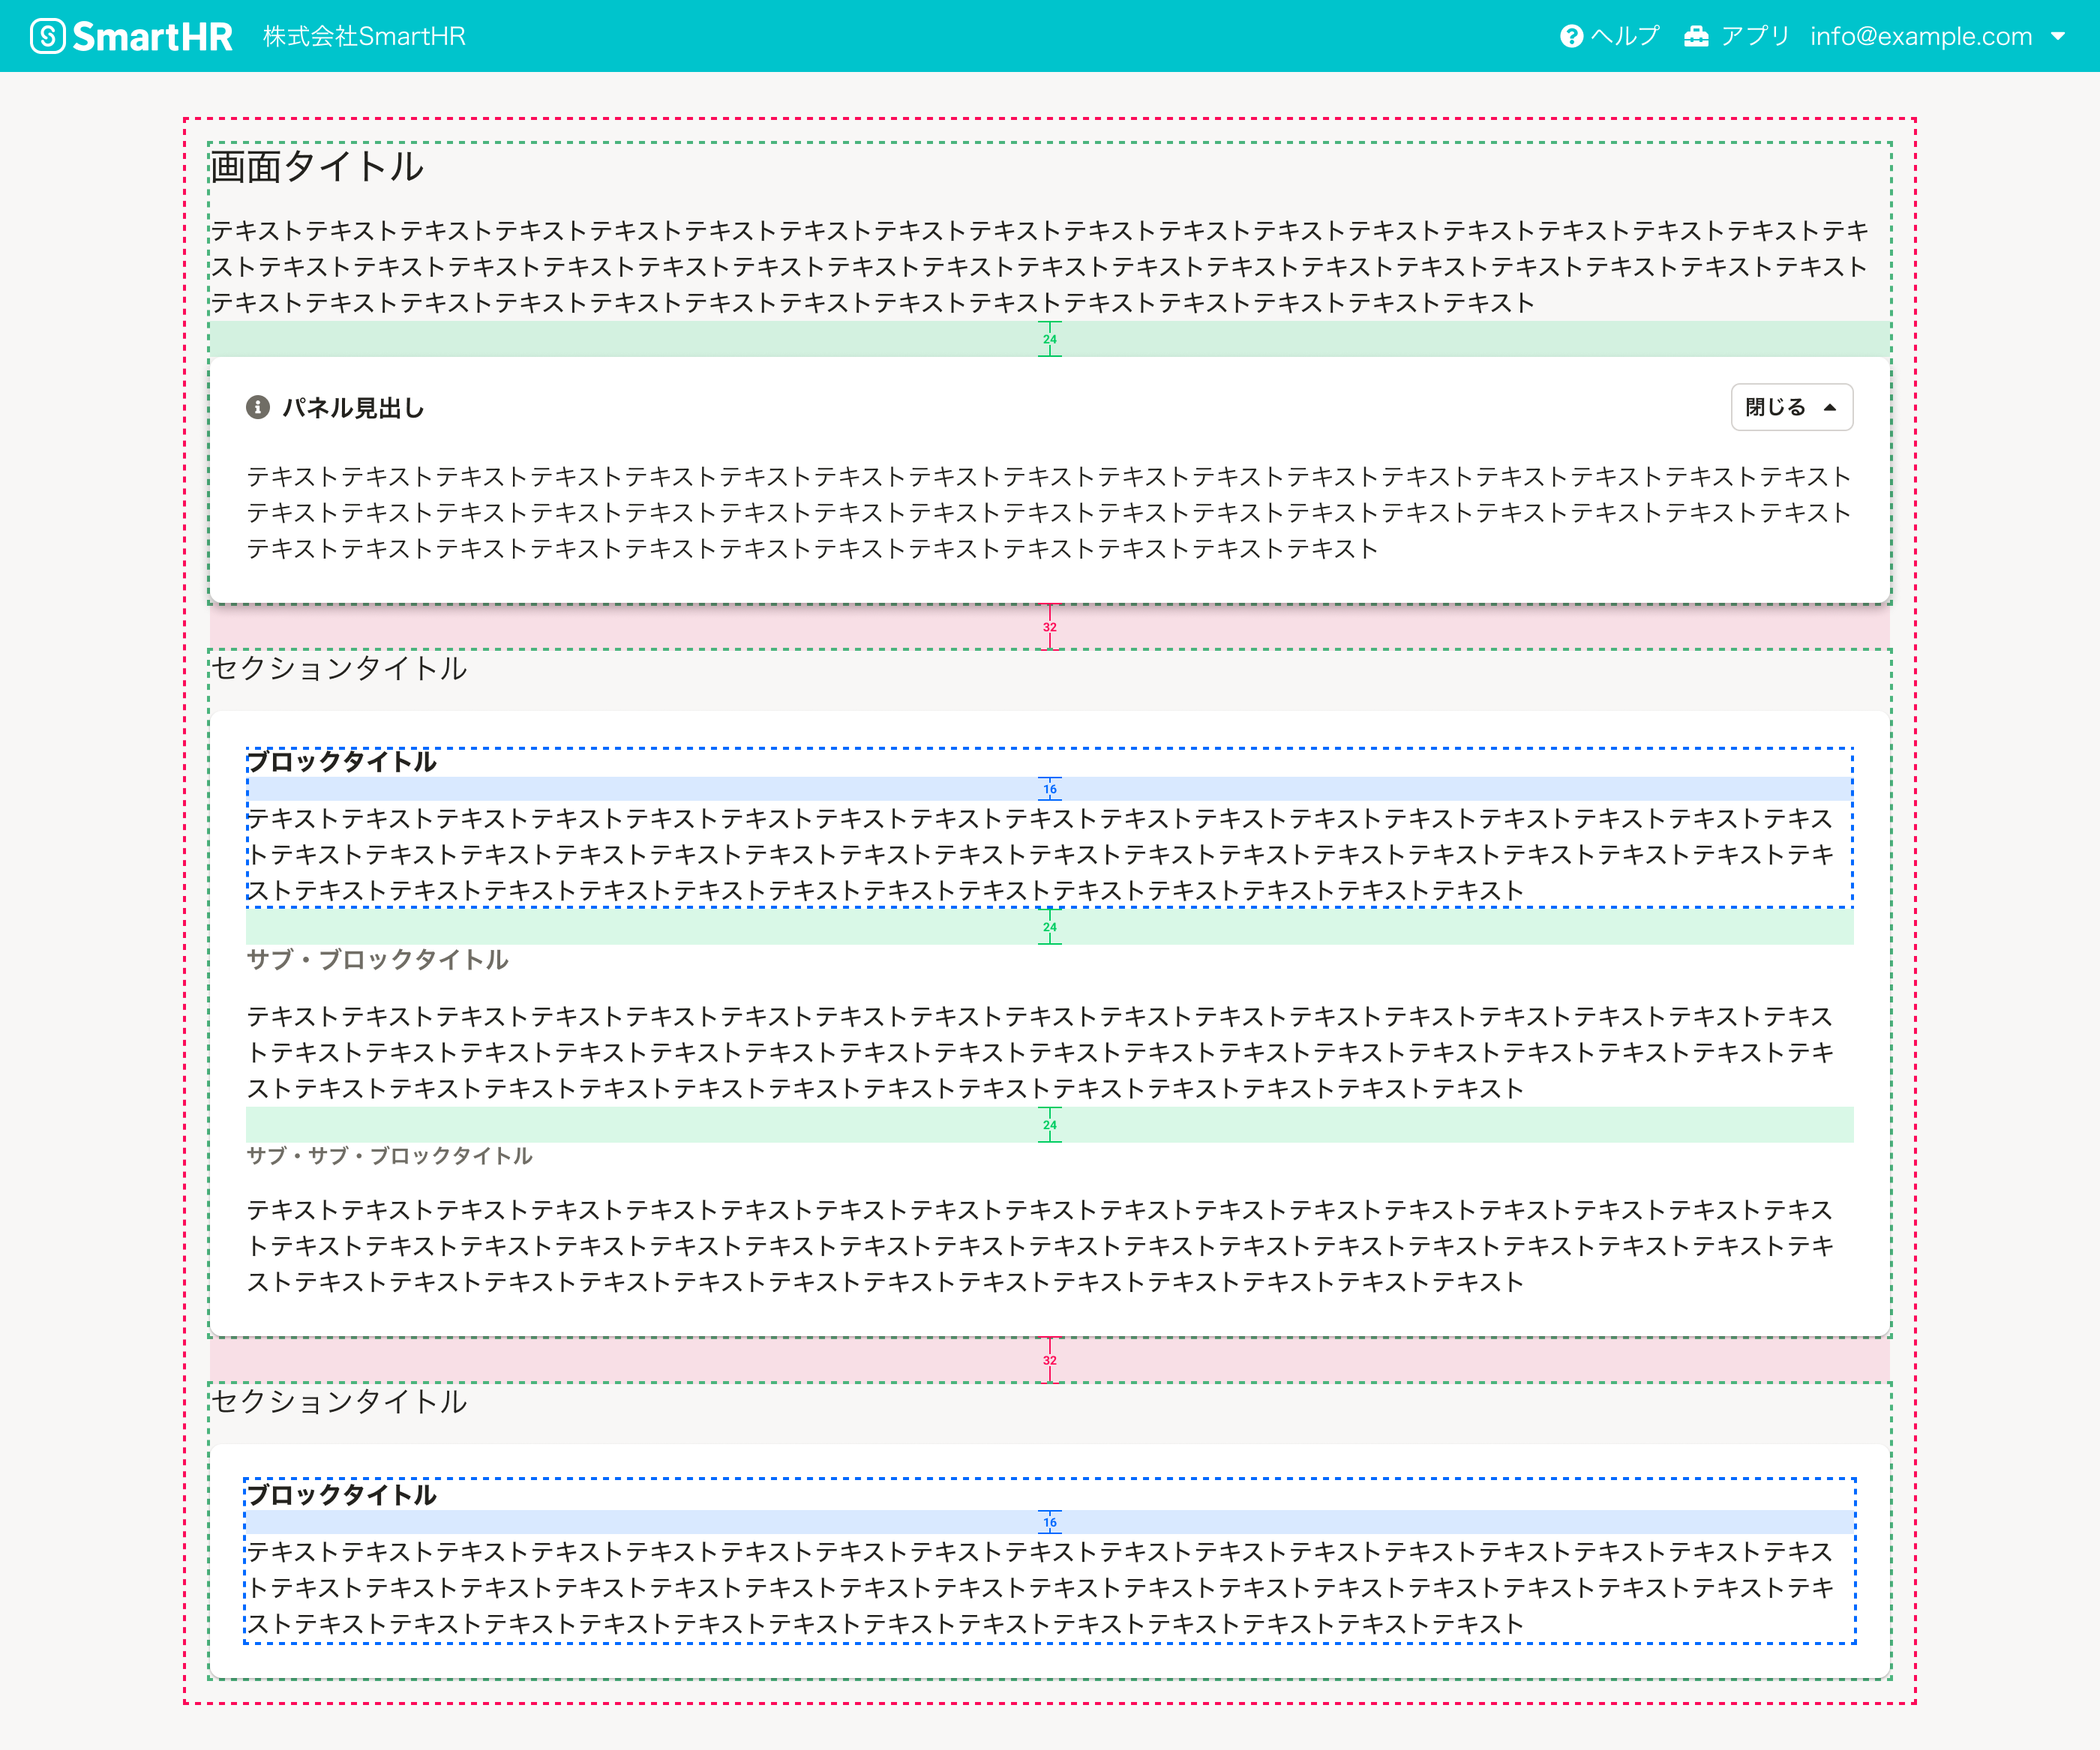 SmartHR 株式会社SmartHR ヘルプ アプリ info@example.com
画面タイトル
テキストテキストテキストテキストテキストテキストテキストテキストテキストテキストテキストテキストテキストテキストテキストテキストテキストテキ
ストテキストテキストテキストテキストテキストテキストテキストテキストテキストテキストテキストテキストテキストテキストテキストテキストテキスト
テキストテキストテキストテキストテキストテキストテキストテキストテキストテキストテキストテキストテキストテキスト
24
パネル見出し 閉じる
テキストテキストテキストテキストテキストテキストテキストテキストテキストテキストテキストテキストテキストテキストテキストテキストテキスト
テキストテキストテキストテキストテキストテキストテキストテキストテキストテキストテキストテキストテキストテキストテキストテキストテキスト
テキストテキストテキストテキストテキストテキストテキストテキストテキストテキストテキストテキスト
32
セクションタイトル
ブロックタイトル
16
テキストテキストテキストテキストテキストテキストテキストテキストテキストテキストテキストテキストテキストテキストテキストテキストテキス
トテキストテキストテキストテキストテキストテキストテキストテキストテキストテキストテキストテキストテキストテキストテキストテキストテキ
ストテキストテキストテキストテキストテキストテキストテキストテキストテキストテキストテキストテキストテキスト
24
サブ・ブロックタイトル
テキストテキストテキストテキストテキストテキストテキストテキストテキストテキストテキストテキストテキストテキストテキストテキストテキス
トテキストテキストテキストテキストテキストテキストテキストテキストテキストテキストテキストテキストテキストテキストテキストテキストテキ
ストテキストテキストテキストテキストテキストテキストテキストテキストテキストテキストテキストテキストテキスト
24
サブ・サブ・ブロックタイトル
テキストテキストテキストテキストテキストテキストテキストテキストテキストテキストテキストテキストテキストテキストテキストテキストテキス
トテキストテキストテキストテキストテキストテキストテキストテキストテキストテキストテキストテキストテキストテキストテキストテキストテキ
ストテキストテキストテキストテキストテキストテキストテキストテキストテキストテキストテキストテキストテキスト
32
セクションタイトル
ブロックタイトル
16
テキストテキストテキストテキストテキストテキストテキストテキストテキストテキストテキストテキストテキストテキストテキストテキストテキス
トテキストテキストテキストテキストテキストテキストテキストテキストテキストテキストテキストテキストテキストテキストテキストテキストテキ
ストテキストテキストテキストテキストテキストテキストテキストテキストテキストテキストテキストテキストテキスト